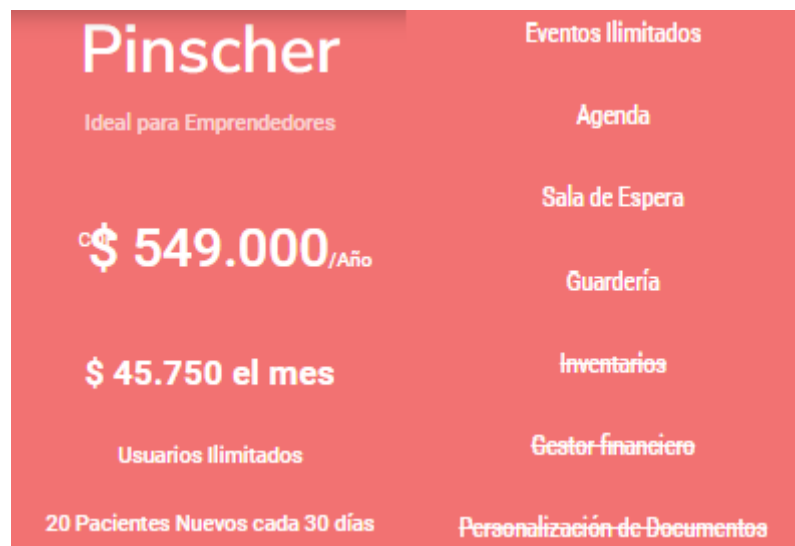 Pinscher
Ideal para Emprendedores
$ 549.000/Año
$ 45.750 el mes
Usuarios Ilimitados
20 Pacientes Nuevos cada 30 días
Eventos Ilimitados
Agenda
Sala de Espera
Guardería
Inventarios
Gestor financiero
Personalización de Documentos